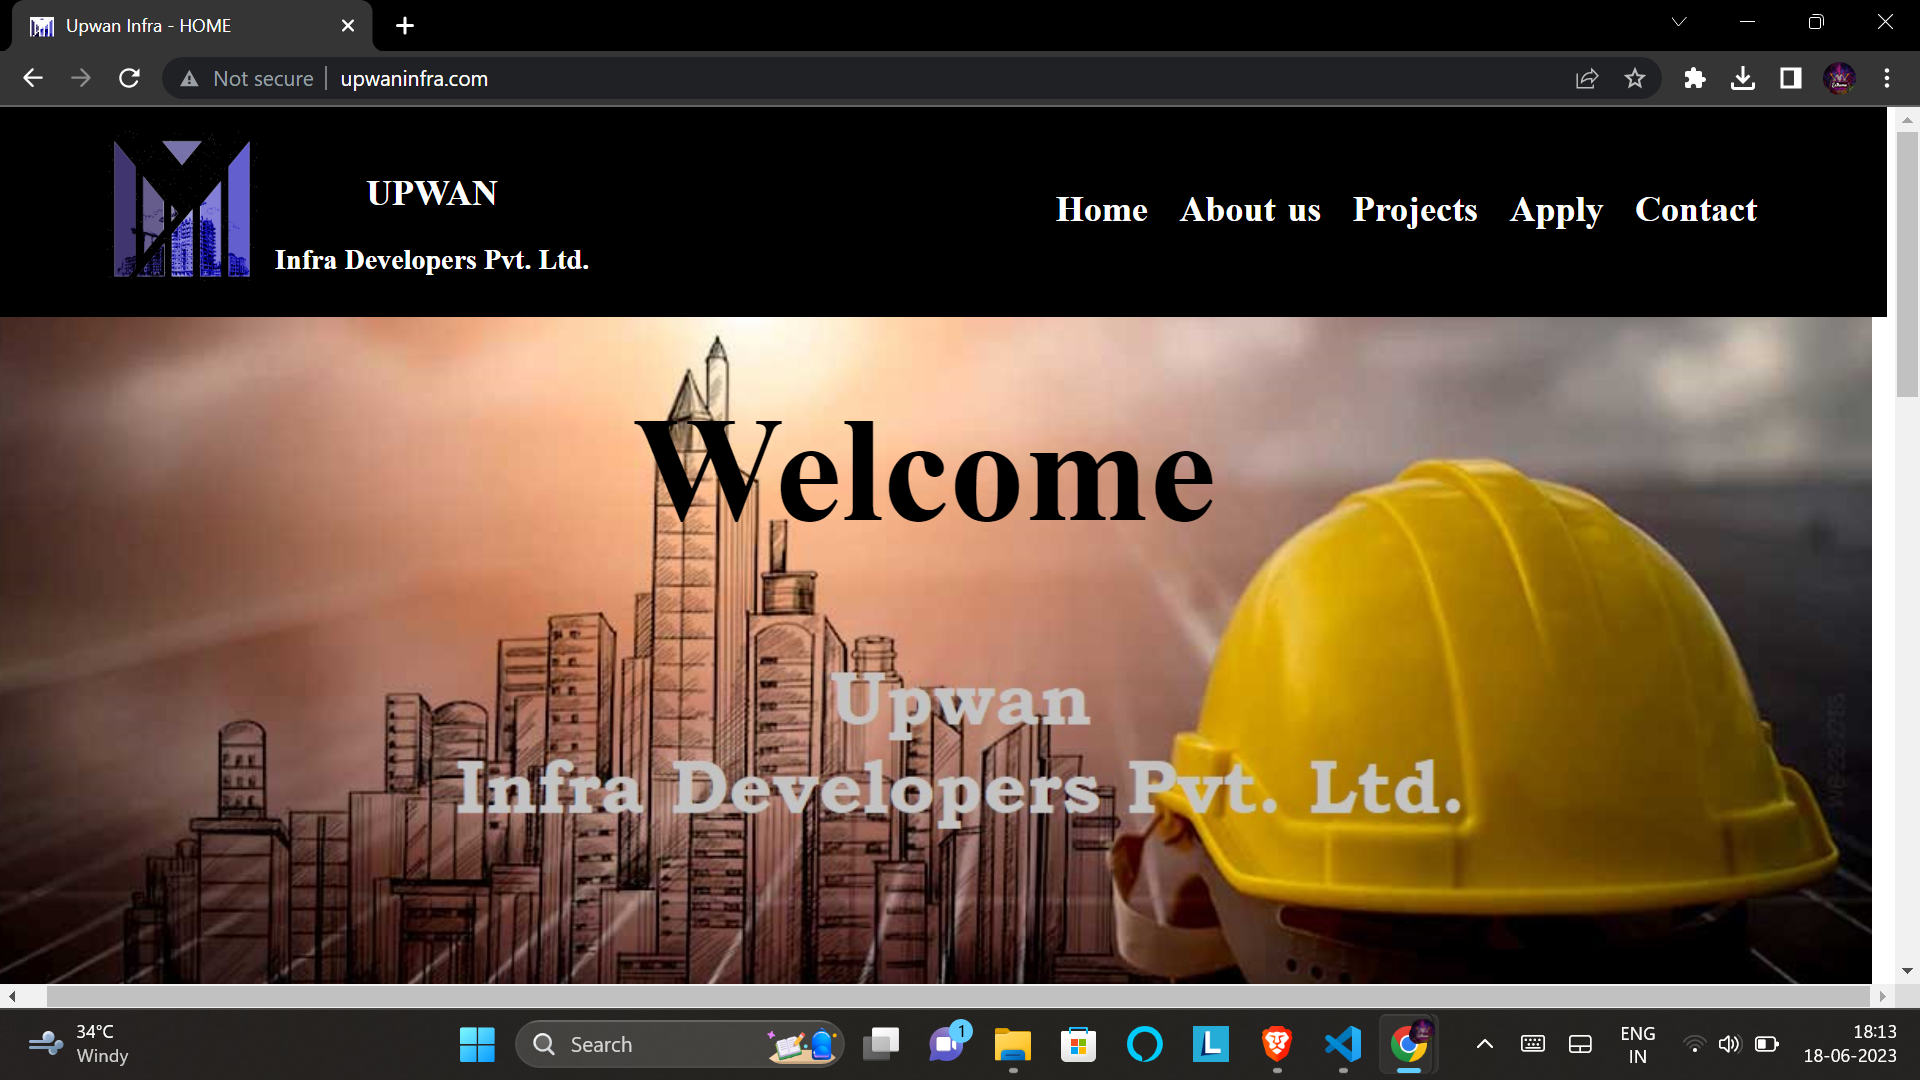 Upwan Infra - HOME
Not secure
upwaninfra.com
UPWAN
Infra Developers Pvt. Ltd.
Home About us Projects Apply Contact
Welcome
Upwan
Infra Developers Pvt. Ltd.
34°C
Windy
Search
1
L
ENG
IN
18:13
18-06-2023